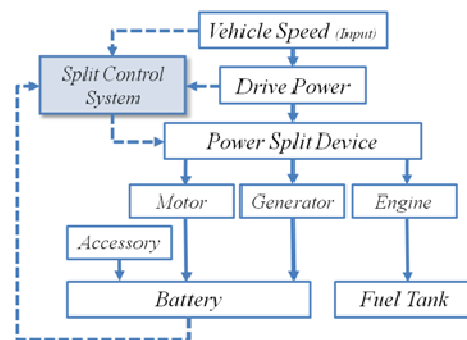 Vehicle Speed (Input)
Split Control
System
Drive Power
Power Split Device
Motor
Generator
Engine
Accessory
Battery
Fuel Tank